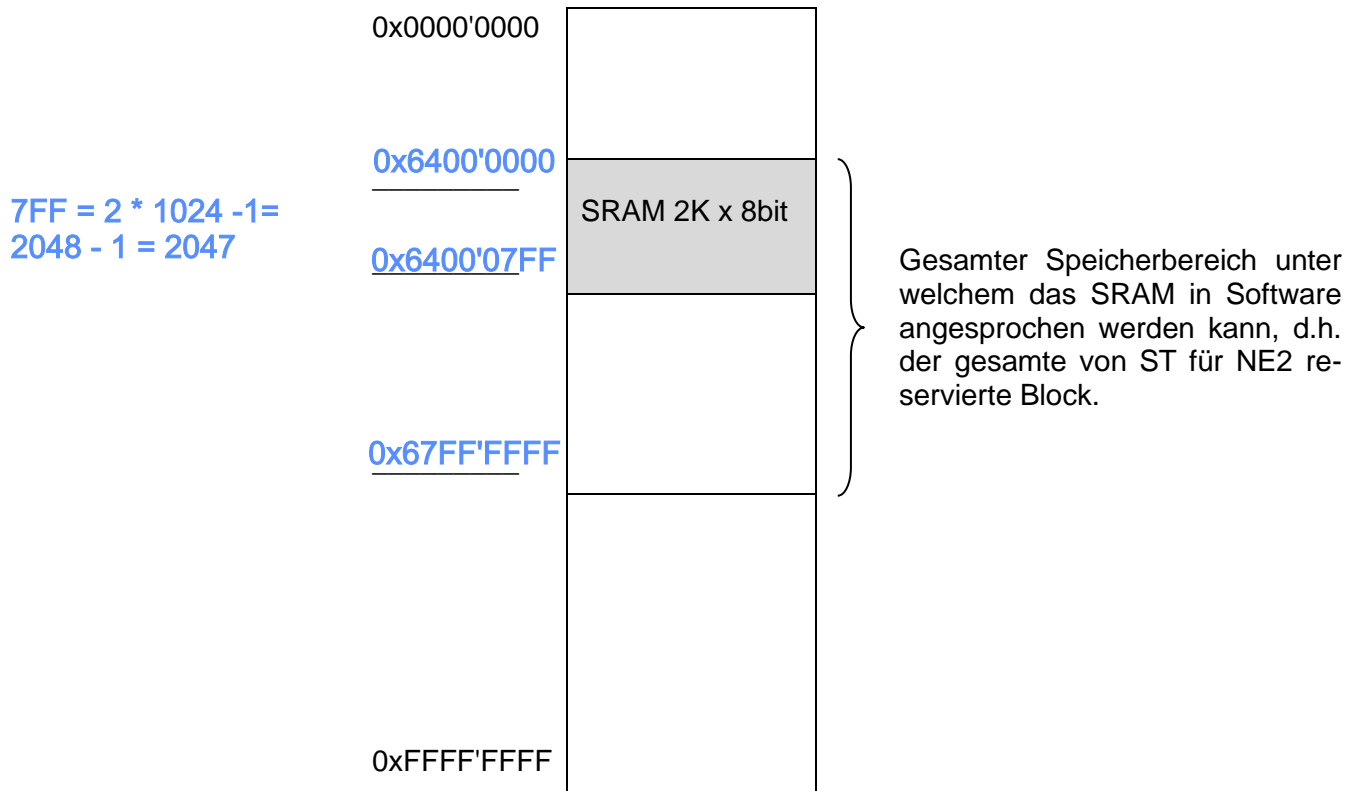 0x0000'0000
0x6400'0000
7FF = 2 * 1024 -1=
2048 - 1 = 2047
SRAM 2K x 8bit
0x6400'07FF
Gesamter Speicherbereich unter
welchem das SRAM in Software
angesprochen werden kann, d.h.
der gesamte von ST für NE2 re-
servierte Block.
0x67FF'FFFF
0xFFFF'FFFF